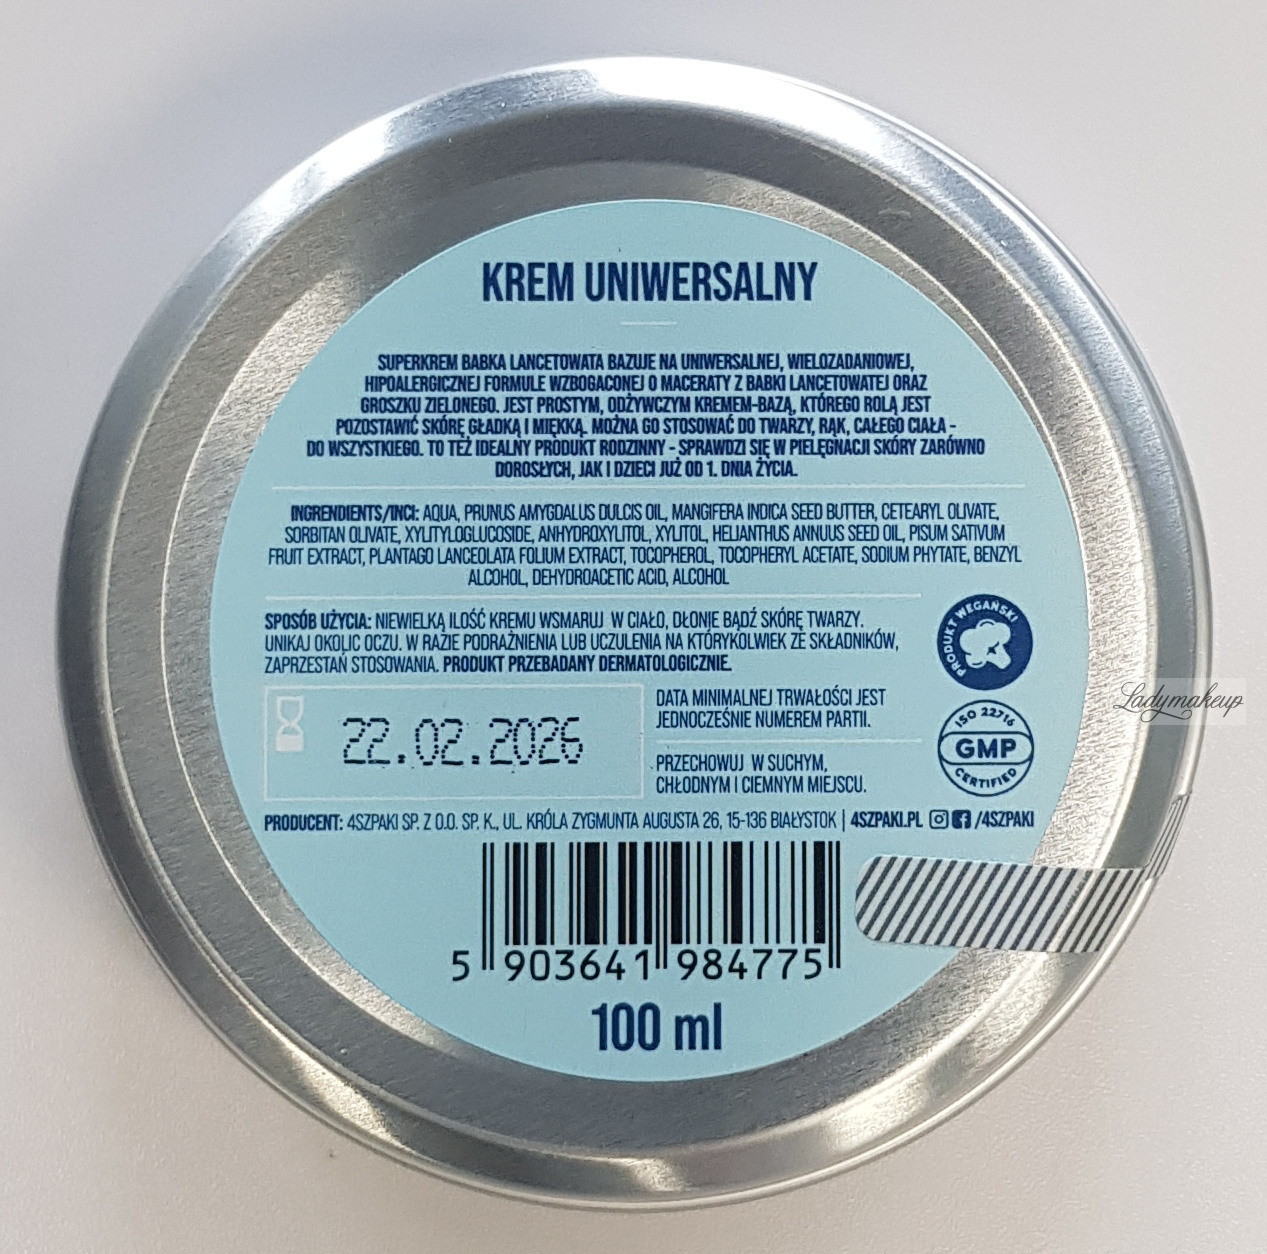 KREM UNIWERSALNY
SUPERKREM BABKA LANCETOWATA BAZUJE NA UNIWERSALNEJ, WIELOZADANIOWEJ,
HIPOALERGICZNEJ FORMULE WZBOGACONEJ O MACERATY Z BABKI LANCETOWATEJ ORAZ
GROSZKU ZIELONEGO. JEST PROSTYM, ODŻYWCZYM KREMEM-BAZĄ, KTÓREGO ROLĄ JEST
POZOSTAWIĆ SKÓRĘ GŁADKĄ I MIĘKKĄ. MOŻNA GO STOSOWAĆ DO TWARZY, RĄK, CAŁEGO CIAŁA –
DO WSZYSTKIEGO. TO TEŻ IDEALNY PRODUKT RODZINNY – SPRAWDZI SIĘ W PIELĘGNACJI SKÓRY ZARÓWNO
DOROSŁYCH, JAK I DZIECI JUŻ OD 1. DNIA ŻYCIA.
INGRENDIENTS/INCI: AQUA, PRUNUS AMYGDALUS DULCIS OIL, MANGIFERA INDICA SEED BUTTER, CETEARYL OLIVATE,
SORBITAN OLIVATE, XYLITYLOGLUCOSIDE, ANHYDROXYLITOL, XYLITOL, HELIANTHUS ANNUUS SEED OIL, PISUM SATIVUM
FRUIT EXTRACT, PLANTAGO LANCEOLATA FOLIUM EXTRACT, TOCOPHEROL, TOCOPHERYL ACETATE, SODIUM PHYTATE, BENZYL
ALCOHOL, DEHYDROACETIC ACID, ALCOHOL
SPOSÓB UŻYCIA: NIEWIELKĄ ILOŚĆ KREMU WSMARUJ W CIAŁO, DŁONIE BĄDŹ SKÓRĘ TWARZY.
UNIKAJ OKOLIC OCZU. W RAZIE PODRAŻNIENIA LUB UCZULENIA NA KTÓRYKOLWIEK ZE SKŁADNIKÓW,
ZAPRZESTAŃ STOSOWANIA. PRODUKT PRZEBADANY DERMATOLOGICZNIE.
PRODUKT WEGAŃSKI
22.02.2026
DATA MINIMALNEJ TRWAŁOŚCI JEST
JEDNOCZEŚNIE NUMEREM PARTII.
PRZECHOWUJ W SUCHYM,
CHŁODNYM I CIEMNYM MIEJSCU.
ISO 22716
GMP
CERTIFIED
Ladymakeup
PRODUCENT: 4SZPAKI SP. Z O.O. SP. K., UL. KRÓLA ZYGMUNTA AUGUSTA 26, 15-136 BIAŁYSTOK | 4SZPAKI.PL /4SZPAKI
5 903641 984775
100 ml